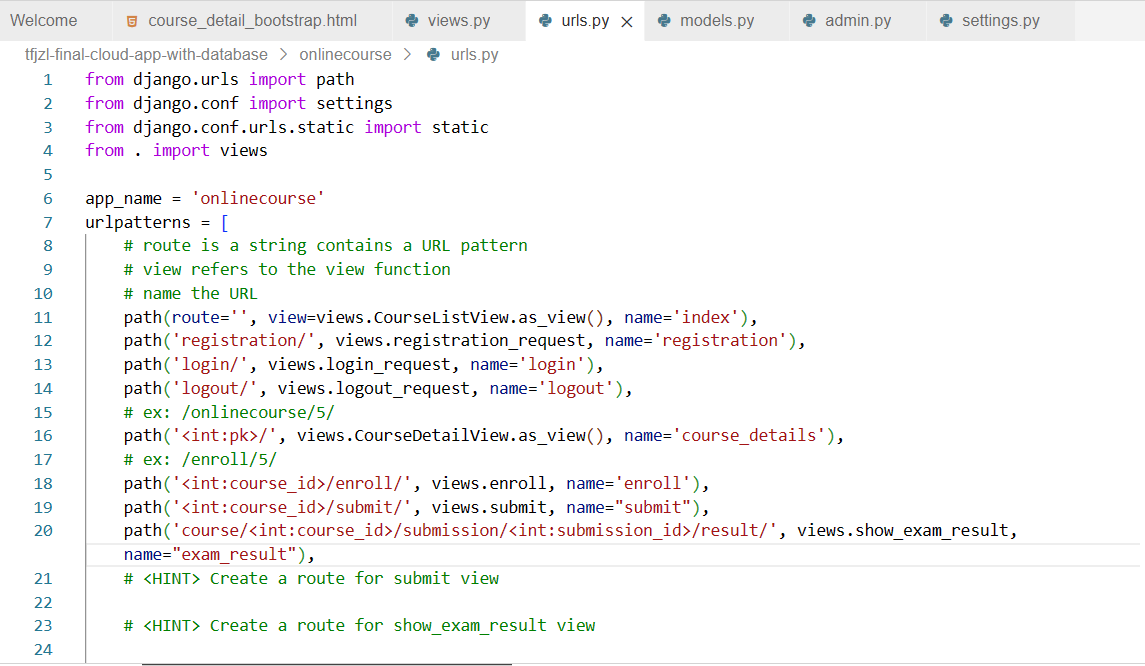 Welcome course_detail_bootstrap.html views.py urls.py models.py admin.py settings.py
tfjzl-final-cloud-app-with-database > onlinecourse > urls.py
1 from django.urls import path
2 from django.conf import settings
3 from django.conf.urls.static import static
4 from . import views
5
6 app_name = 'onlinecourse'
7 urlpatterns = [
8 # route is a string contains a URL pattern
9 # view refers to the view function
10 # name the URL
11 path(route='', view=views.CourseListView.as_view(), name='index'),
12 path('registration/', views.registration_request, name='registration'),
13 path('login/', views.login_request, name='login'),
14 path('logout/', views.logout_request, name='logout'),
15 # ex: /onlinecourse/5/
16 path('<int:pk>/', views.CourseDetailView.as_view(), name='course_details'),
17 # ex: /enroll/5/
18 path('<int:course_id>/enroll/', views.enroll, name='enroll'),
19 path('<int:course_id>/submit/', views.submit, name="submit"),
20 path('course/<int:course_id>/submission/<int:submission_id>/result/', views.show_exam_result,
name="exam_result"),
21 # <HINT> Create a route for submit view
22
23 # <HINT> Create a route for show_exam_result view
24